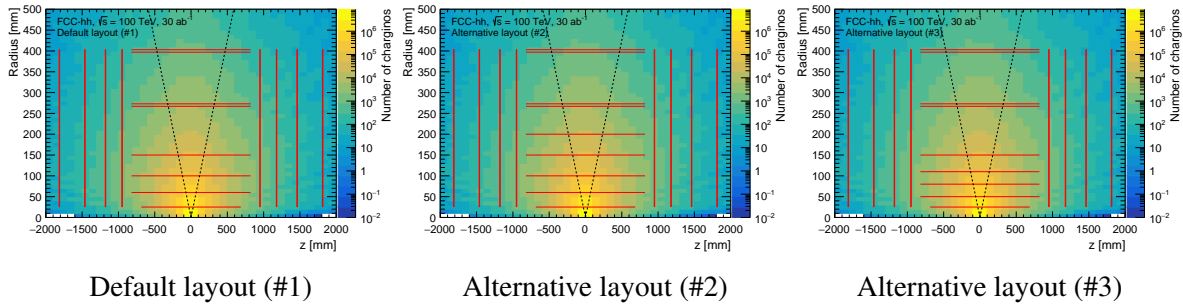 FCC-hh, √s = 100 TeV, 30 ab⁻¹
Default layout (#1)
Radius [mm]
500
450
400
350
300
250
200
150
100
50
0
−2000 −1500 −1000 −500 0 500 1000 1500 2000
z [mm]
Number of charginos
10⁶
10⁵
10⁴
10³
10²
10
1
10⁻¹
10⁻²
FCC-hh, √s = 100 TeV, 30 ab⁻¹
Alternative layout (#2)
Radius [mm]
500
450
400
350
300
250
200
150
100
50
0
−2000 −1500 −1000 −500 0 500 1000 1500 2000
z [mm]
Number of charginos
10⁶
10⁵
10⁴
10³
10²
10
1
10⁻¹
10⁻²
FCC-hh, √s = 100 TeV, 30 ab⁻¹
Alternative layout (#3)
Radius [mm]
500
450
400
350
300
250
200
150
100
50
0
−2000 −1500 −1000 −500 0 500 1000 1500 2000
z [mm]
Number of charginos
10⁶
10⁵
10⁴
10³
10²
10
1
10⁻¹
10⁻²
Default layout (#1)
Alternative layout (#2)
Alternative layout (#3)